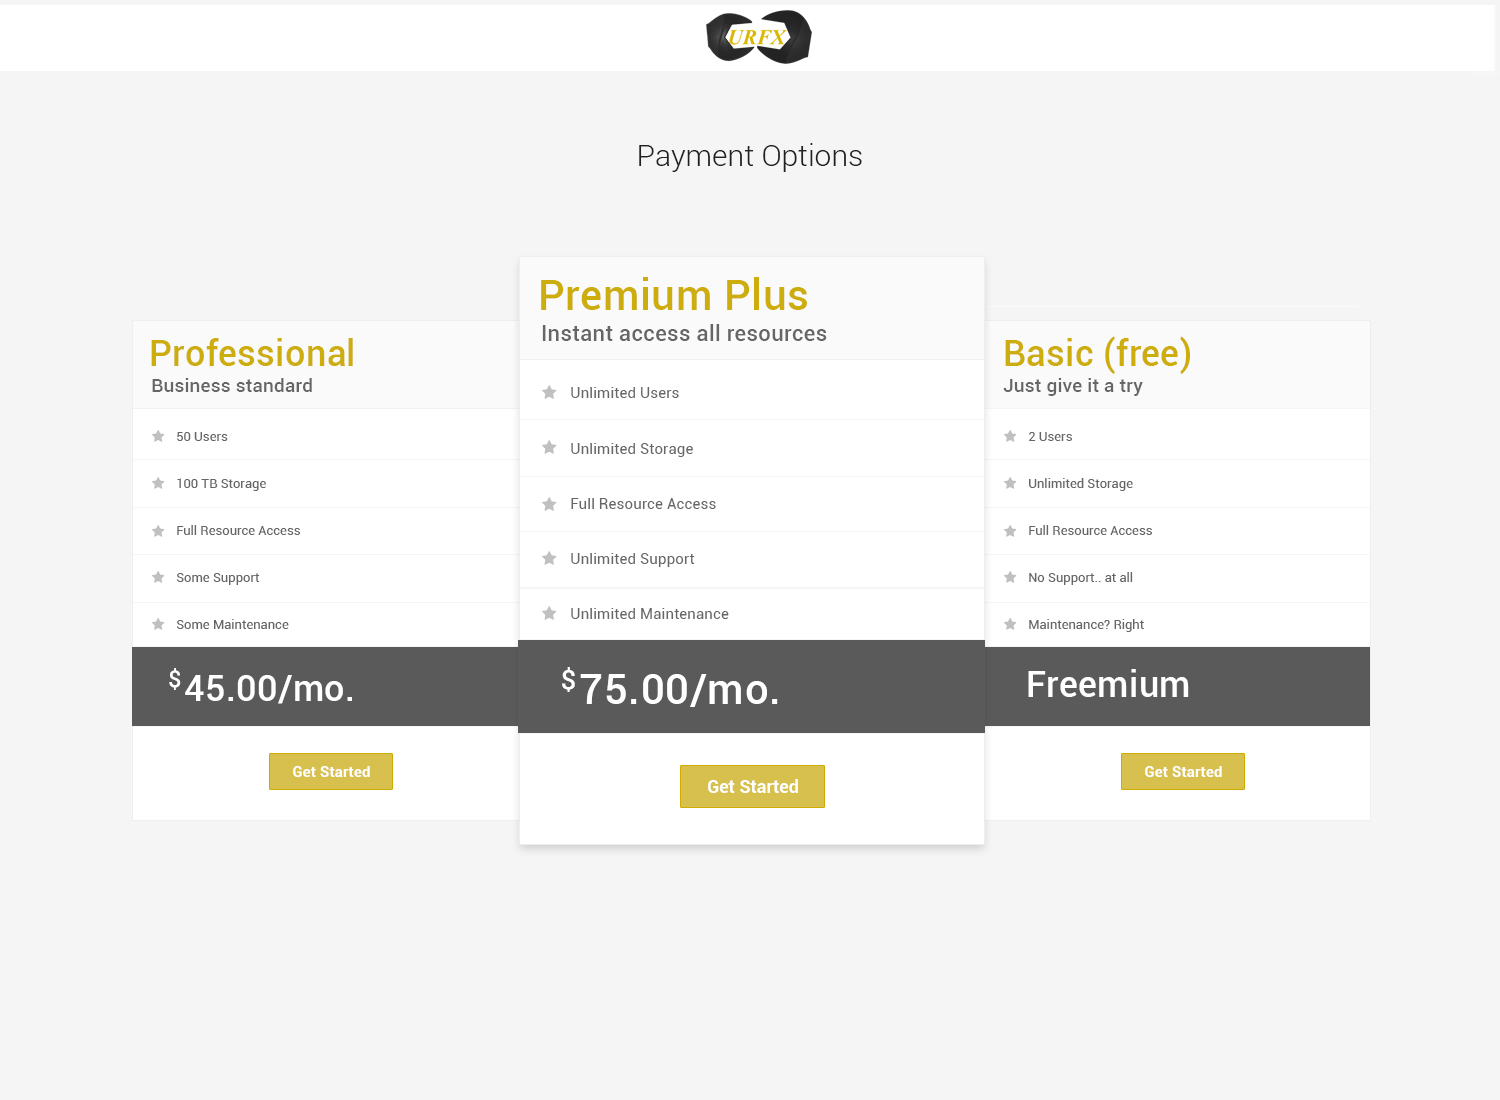 URFX
Payment Options
Professional
Business standard
50 Users
100 TB Storage
Full Resource Access
Some Support
Some Maintenance
$45.00/mo.
Get Started
Premium Plus
Instant access all resources
Unlimited Users
Unlimited Storage
Full Resource Access
Unlimited Support
Unlimited Maintenance
$75.00/mo.
Get Started
Basic (free)
Just give it a try
2 Users
Unlimited Storage
Full Resource Access
No Support.. at all
Maintenance? Right
Freemium
Get Started